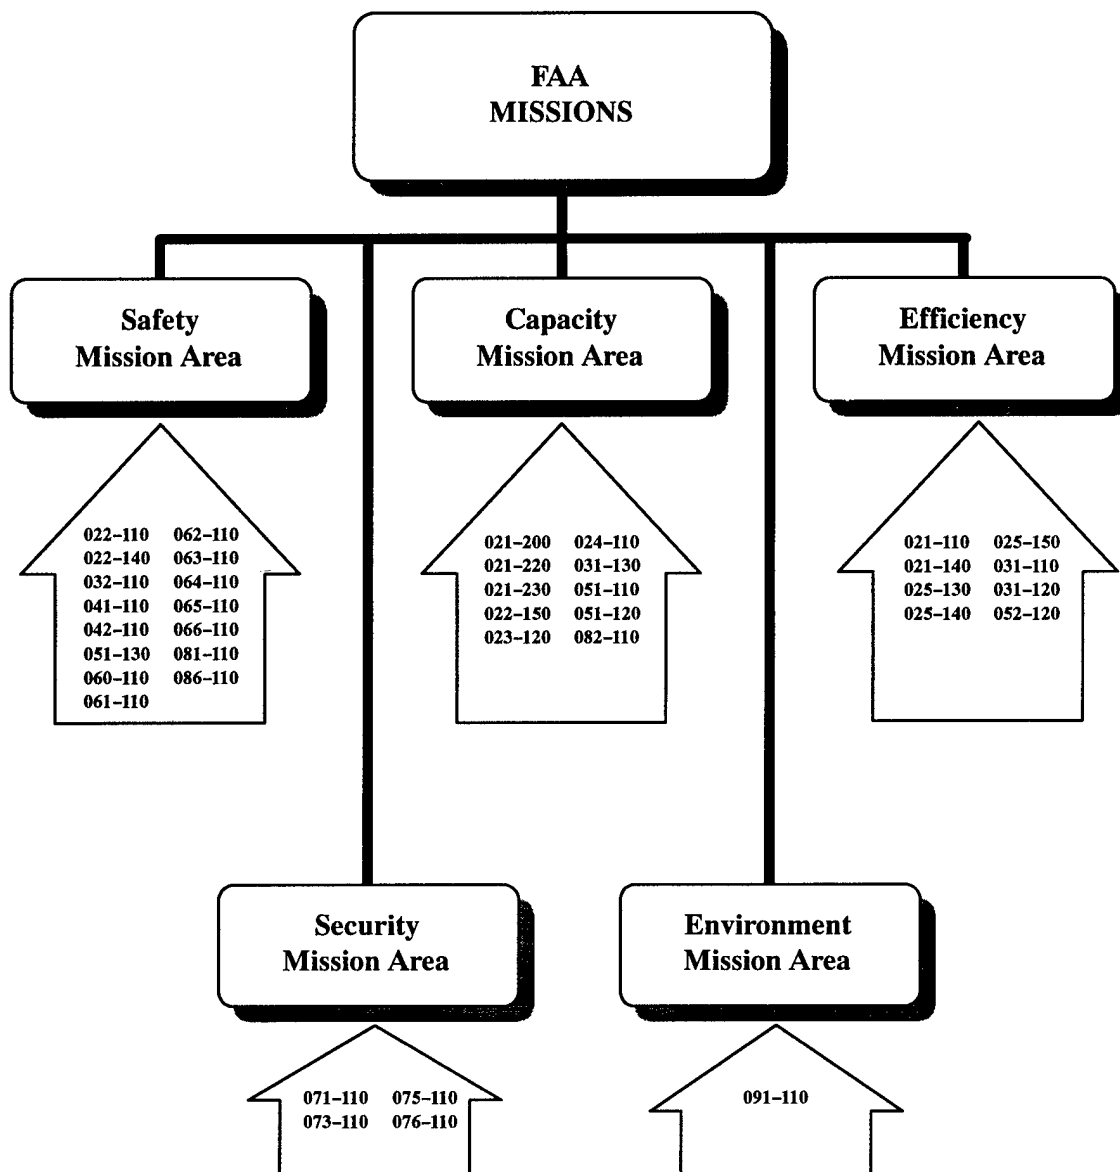 FAA
MISSIONS
Safety
Mission Area
Capacity
Mission Area
Efficiency
Mission Area
022–110 062–110
022–140 063–110
032–110 064–110
041–110 065–110
042–110 066–110
051–130 081–110
060–110 086–110
061–110
021–200 024–110
021–220 031–130
021–230 051–110
022–150 051–120
023–120 082–110
021–110 025–150
021–140 031–110
025–130 031–120
025–140 052–120
Security
Mission Area
Environment
Mission Area
071–110 075–110
073–110 076–110
091–110